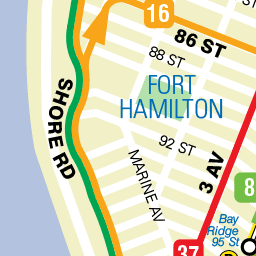 16
86 ST
88 ST
FORT
HAMILTON
SHORE RD
92 ST
MARINE AV
3 AV
8
Bay
Ridge
95 St
37